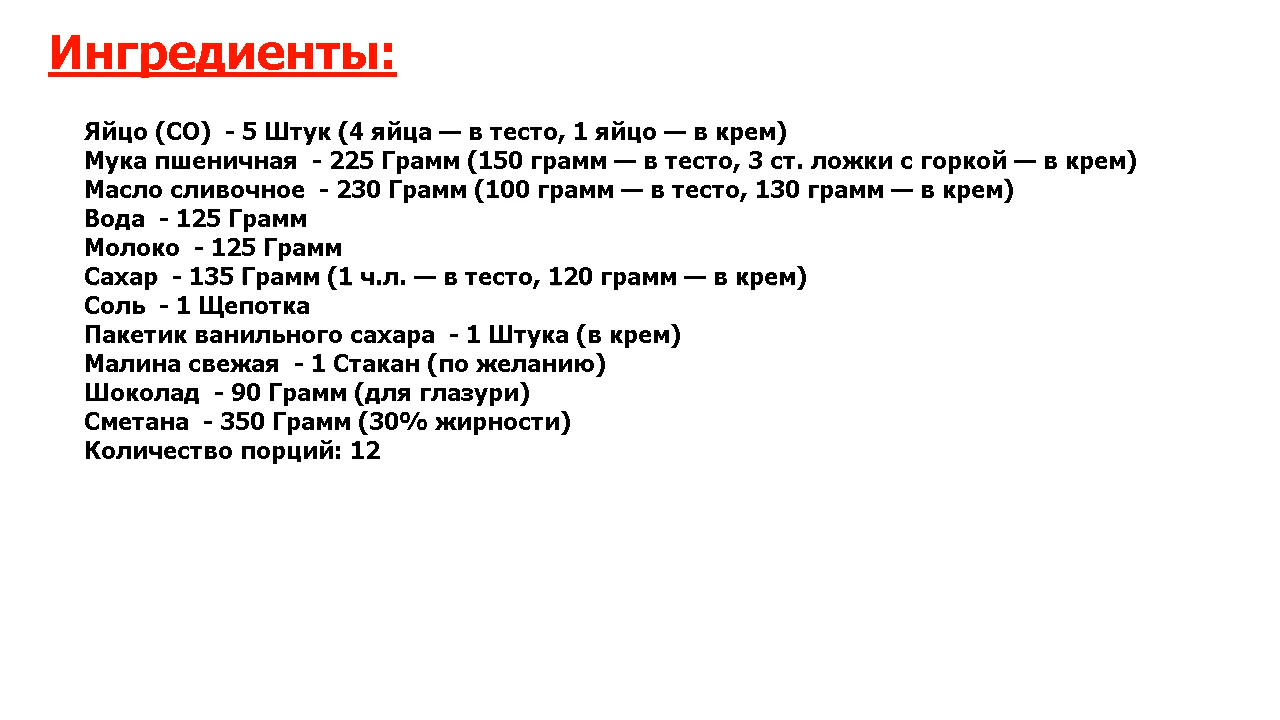 Ингредиенты:
Яйцо (СО)  - 5 Штук (4 яйца — в тесто, 1 яйцо — в крем)
Мука пшеничная  - 225 Грамм (150 грамм — в тесто, 3 ст. ложки с горкой — в крем)
Масло сливочное  - 230 Грамм (100 грамм — в тесто, 130 грамм — в крем)
Вода  - 125 Грамм
Молоко  - 125 Грамм
Сахар  - 135 Грамм (1 ч.л. — в тесто, 120 грамм — в крем)
Соль  - 1 Щепотка
Пакетик ванильного сахара  - 1 Штука (в крем)
Малина свежая  - 1 Стакан (по желанию)
Шоколад  - 90 Грамм (для глазури)
Сметана  - 350 Грамм (30% жирности)
Количество порций: 12